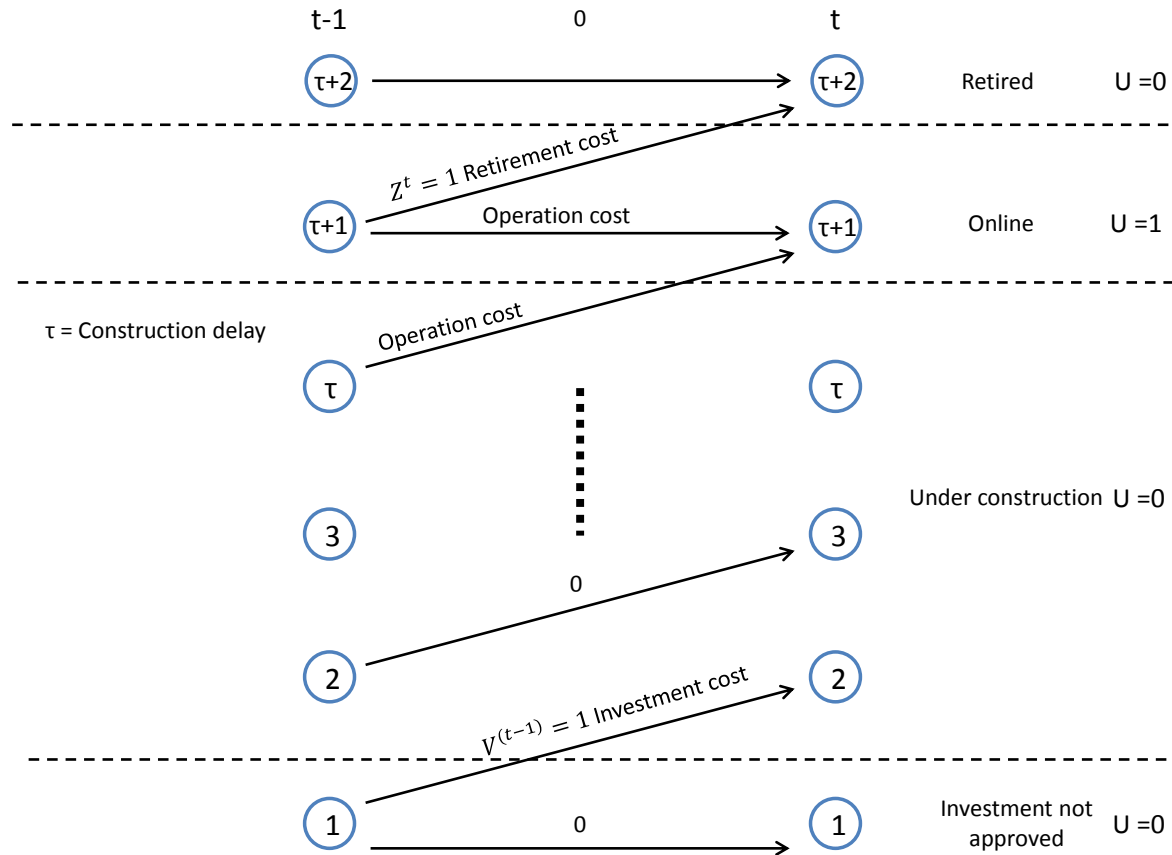 t-1 0 t
τ+2 τ+2 Retired U =0
Z^t = 1 Retirement cost
τ+1 Operation cost τ+1 Online U =1
τ = Construction delay
Operation cost
τ τ
3 3 Under construction U =0
0
2 2
V^(t−1) = 1 Investment cost
1 0 1 Investment not
approved U =0